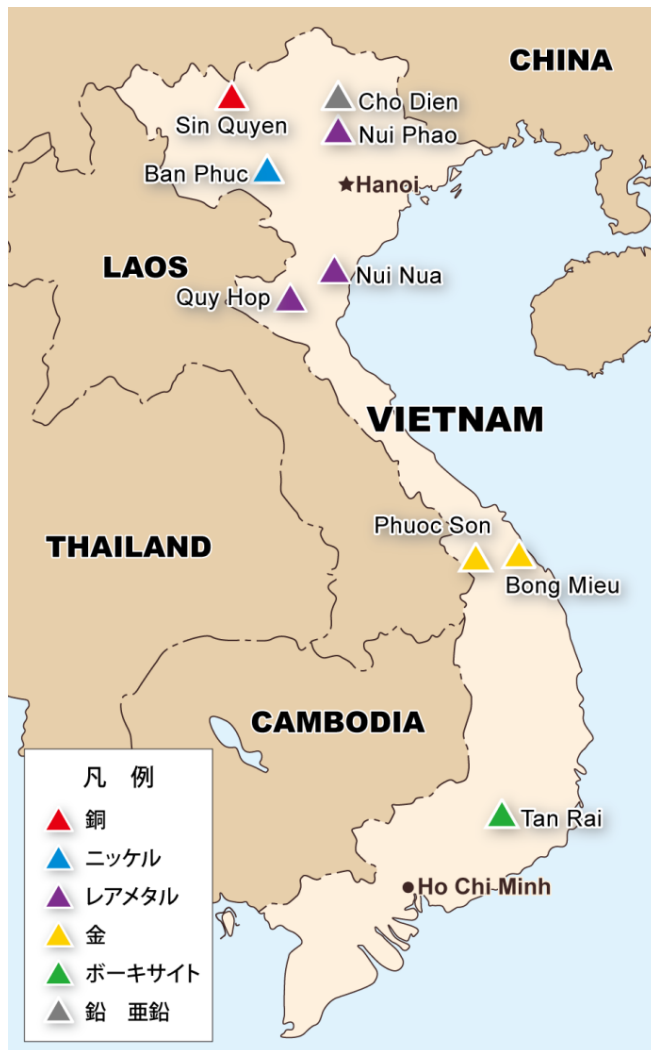 CHINA
Cho Dien
Sin Quyen
Nui Phao
Ban Phuc
Hanoi
LAOS
Nui Nua
Quy Hop
VIETNAM
Phuoc Son
THAILAND
Bong Mieu
CAMBODIA
凡 例
銅
Tan Rai
ニッケル
Ho Chi Minh
レアメタル
金
ボーキサイト
鉛 亜鉛